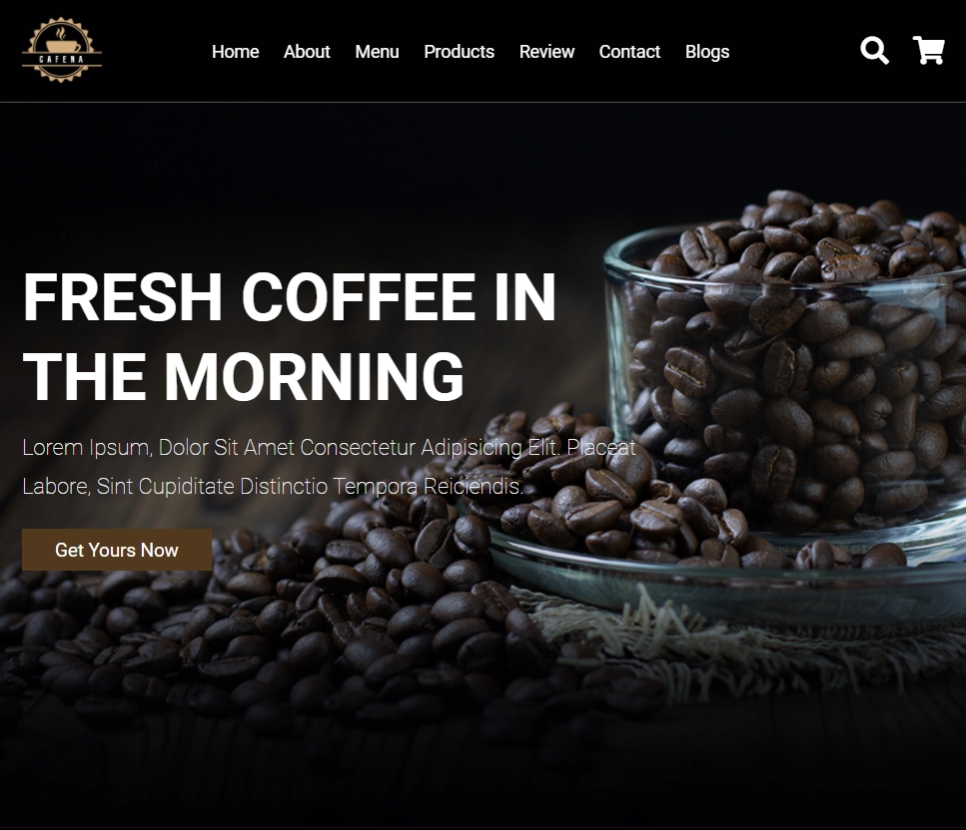 CAFENA
Home About Menu Products Review Contact Blogs
FRESH COFFEE IN
THE MORNING
Lorem Ipsum, Dolor Sit Amet Consectetur Adipisicing Elit. Placeat
Labore, Sint Cupiditate Distinctio Tempora Reiciendis.
Get Yours Now